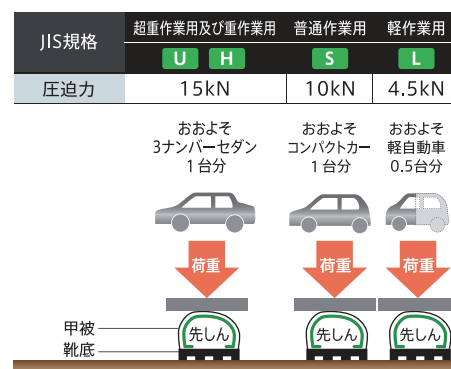 JIS規格
超重作業用及び重作業用 普通作業用 軽作業用
U H S L
圧迫力 15kN 10kN 4.5kN
おおよそ おおよそ おおよそ
3ナンバーセダン コンパクトカー 軽自動車
1台分 1台分 0.5台分
荷重 荷重 荷重
甲被 先しん 先しん 先しん
靴底